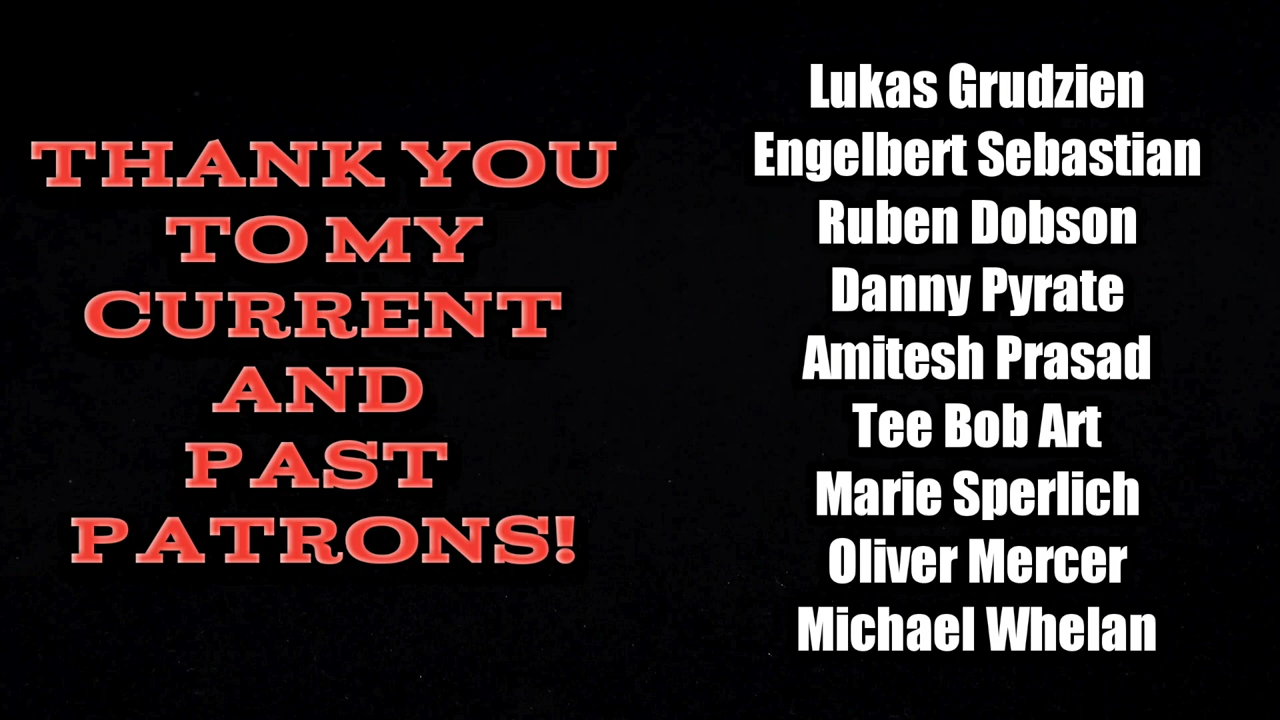 THANK YOU
TO MY
CURRENT
AND
PAST
PATRONS!
Lukas Grudzien
Engelbert Sebastian
Ruben Dobson
Danny Pyrate
Amitesh Prasad
Tee Bob Art
Marie Sperlich
Oliver Mercer
Michael Whelan